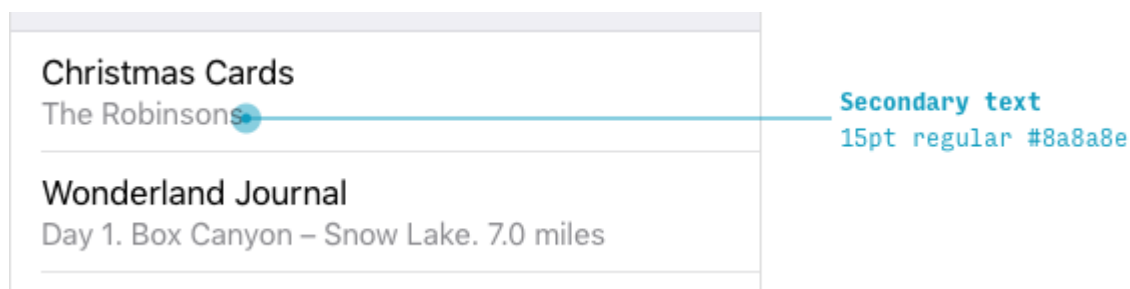 Christmas Cards
The Robinsons
Secondary text
15pt regular #8a8a8e
Wonderland Journal
Day 1. Box Canyon – Snow Lake. 7.0 miles